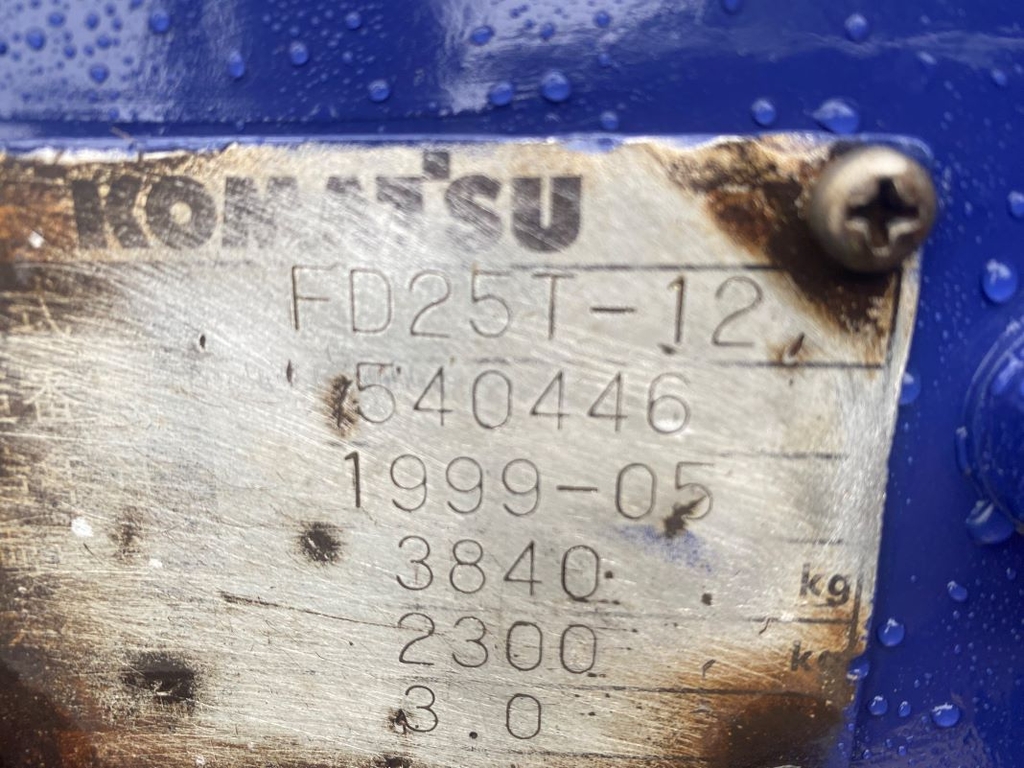 KOMATSU
FD25T-12
540446
1999-05
3840 kg
2300 kg
3.0